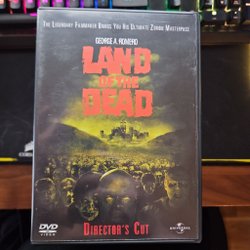 The Legendary Filmmaker Brings You His Ultimate Zombie Masterpiece
GEORGE A. ROMERO
LAND
OF THE
DEAD
DIRECTOR'S CUT
DVD
VIDEO
UNIVERSAL